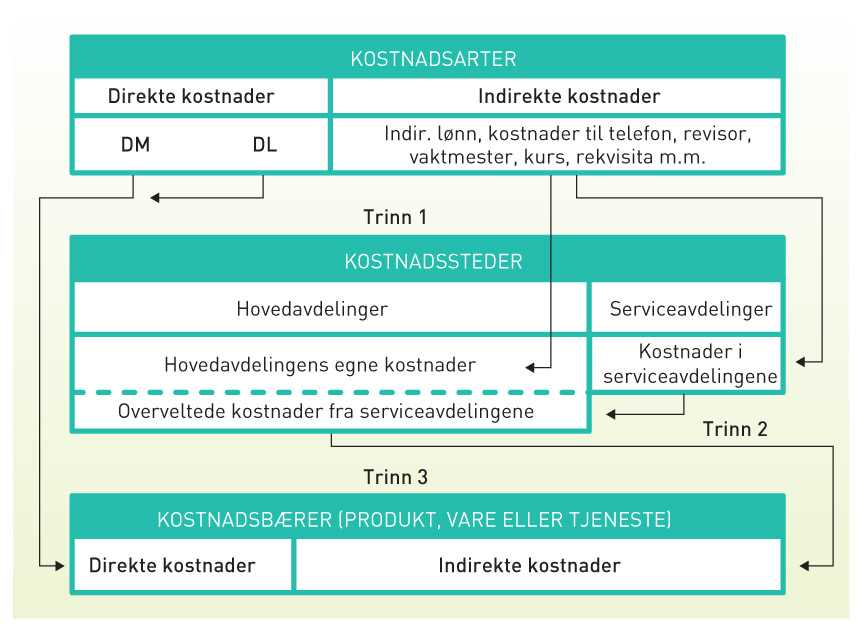 KOSTNADSARTER
Direkte kostnader
Indirekte kostnader
DM
DL
Indir. lønn, kostnader til telefon, revisor,
vaktmester, kurs, rekvisita m.m.
Trinn 1
KOSTNADSSTEDER
Hovedavdelinger
Serviceavdelinger
Hovedavdelingens egne kostnader
Kostnader i
serviceavdelingene
Overveltede kostnader fra serviceavdelingene
Trinn 2
Trinn 3
KOSTNADSBÆRER (PRODUKT, VARE ELLER TJENESTE)
Direkte kostnader
Indirekte kostnader